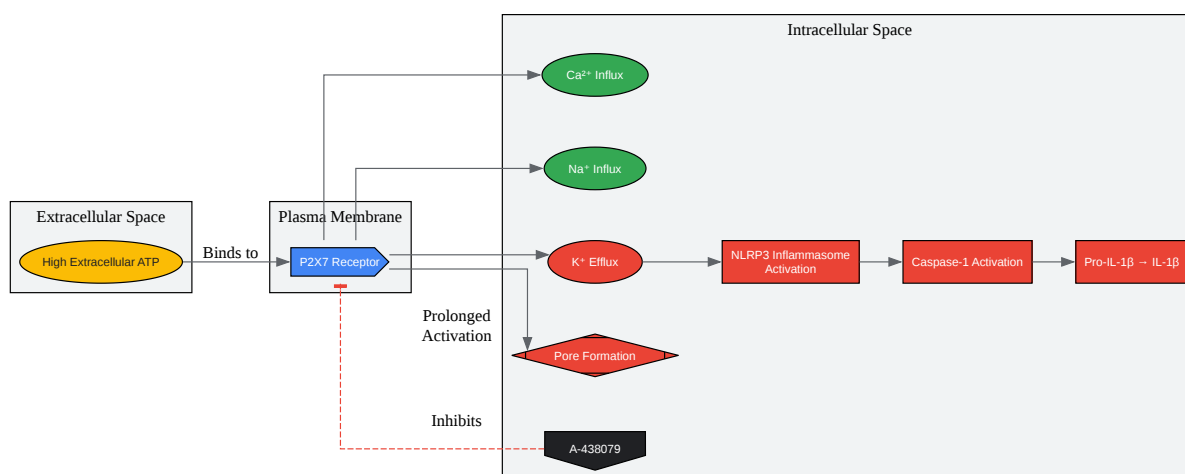 Intracellular Space
Ca²⁺ Influx
Na⁺ Influx
Extracellular Space
High Extracellular ATP
Binds to
Plasma Membrane
P2X7 Receptor
K⁺ Efflux
NLRP3 Inflammasome
Activation
Caspase-1 Activation
Pro-IL-1β → IL-1β
Prolonged
Activation
Pore Formation
Inhibits
A-438079